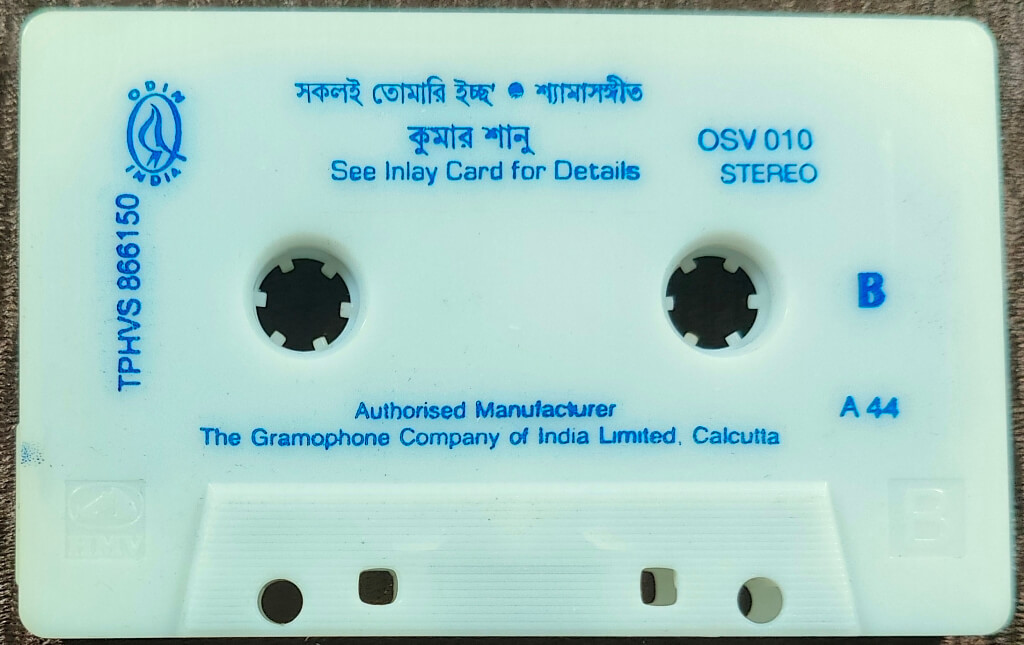 ODIN
INDIA
সকলই তোমারি ইচ্ছা ● শ্যামাসঙ্গীত
কুমার শানু
See Inlay Card for Details
OSV 010
STEREO
TPHVS 866150
B
Authorised Manufacturer
The Gramophone Company of India Limited, Calcutta
A 44
HMV
B